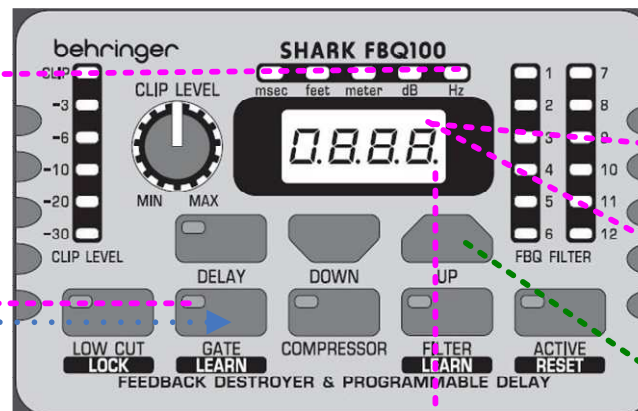 behringer
SHARK FBQ100
CLIP
-3
-6
-10
-20
-30
CLIP LEVEL
CLIP LEVEL
MIN MAX
msec feet meter dB Hz
0.8.8.8.
1 7
2 8
3 9
4 10
5 11
6 12
FBQ FILTER
DELAY DOWN UP
LOW CUT GATE COMPRESSOR FILTER ACTIVE
LOCK LEARN LEARN RESET
FEEDBACK DESTROYER & PROGRAMMABLE DELAY